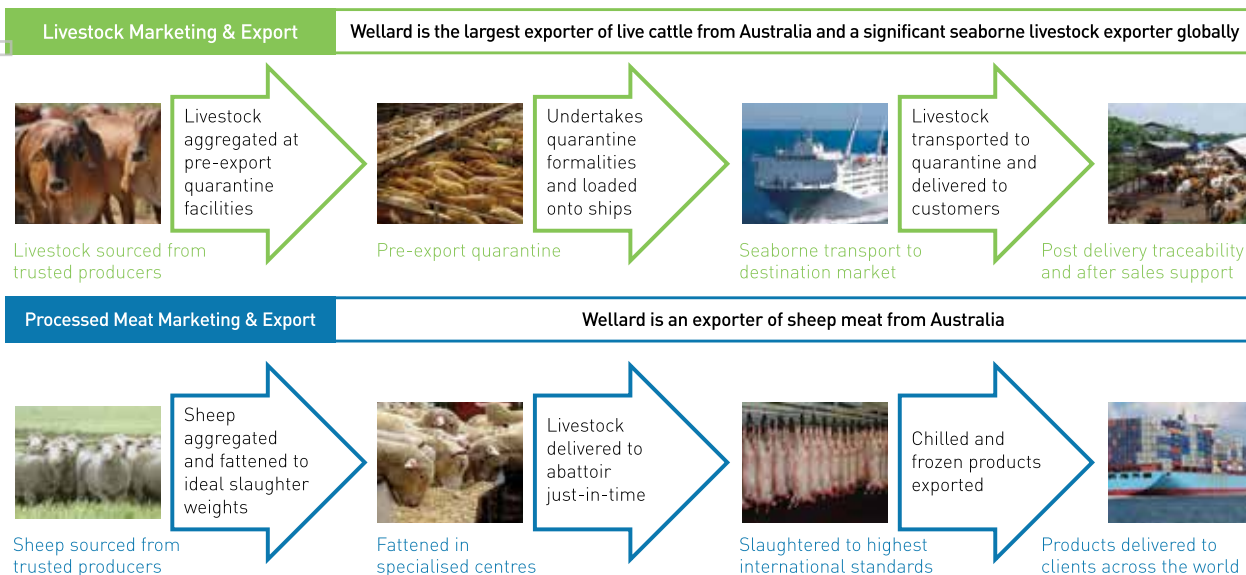 Livestock Marketing & Export
Wellard is the largest exporter of live cattle from Australia and a significant seaborne livestock exporter globally
Livestock
aggregated at
pre-export
quarantine
facilities
Undertakes
quarantine
formalities
and loaded
onto ships
Livestock
transported to
quarantine and
delivered to
customers
Livestock sourced from
trusted producers
Pre-export quarantine
Seaborne transport to
destination market
Post delivery traceability
and after sales support
Processed Meat Marketing & Export
Wellard is an exporter of sheep meat from Australia
Sheep
aggregated
and fattened to
ideal slaughter
weights
Livestock
delivered to
abattoir
just-in-time
Chilled and
frozen products
exported
Sheep sourced from
trusted producers
Fattened in
specialised centres
Slaughtered to highest
international standards
Products delivered to
clients across the world